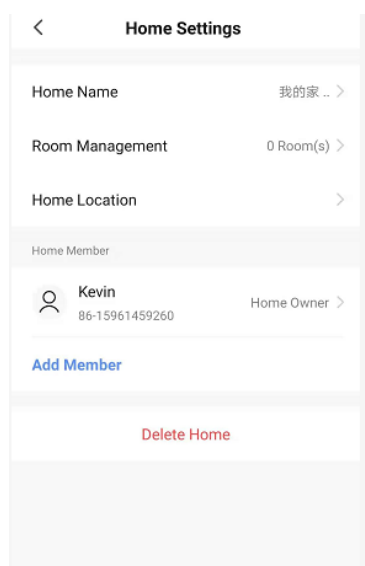 Home Settings
Home Name 我的家 ..
Room Management 0 Room(s)
Home Location
Home Member
Kevin
86-15961459260
Home Owner
Add Member
Delete Home